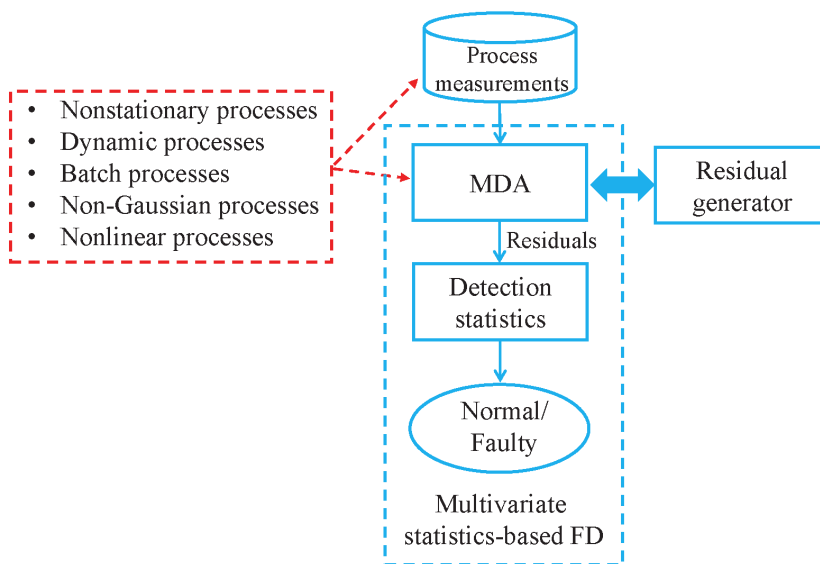 Process
measurements
• Nonstationary processes
• Dynamic processes
• Batch processes
• Non-Gaussian processes
• Nonlinear processes
MDA
Residual
generator
Residuals
Detection
statistics
Normal/
Faulty
Multivariate
statistics-based FD